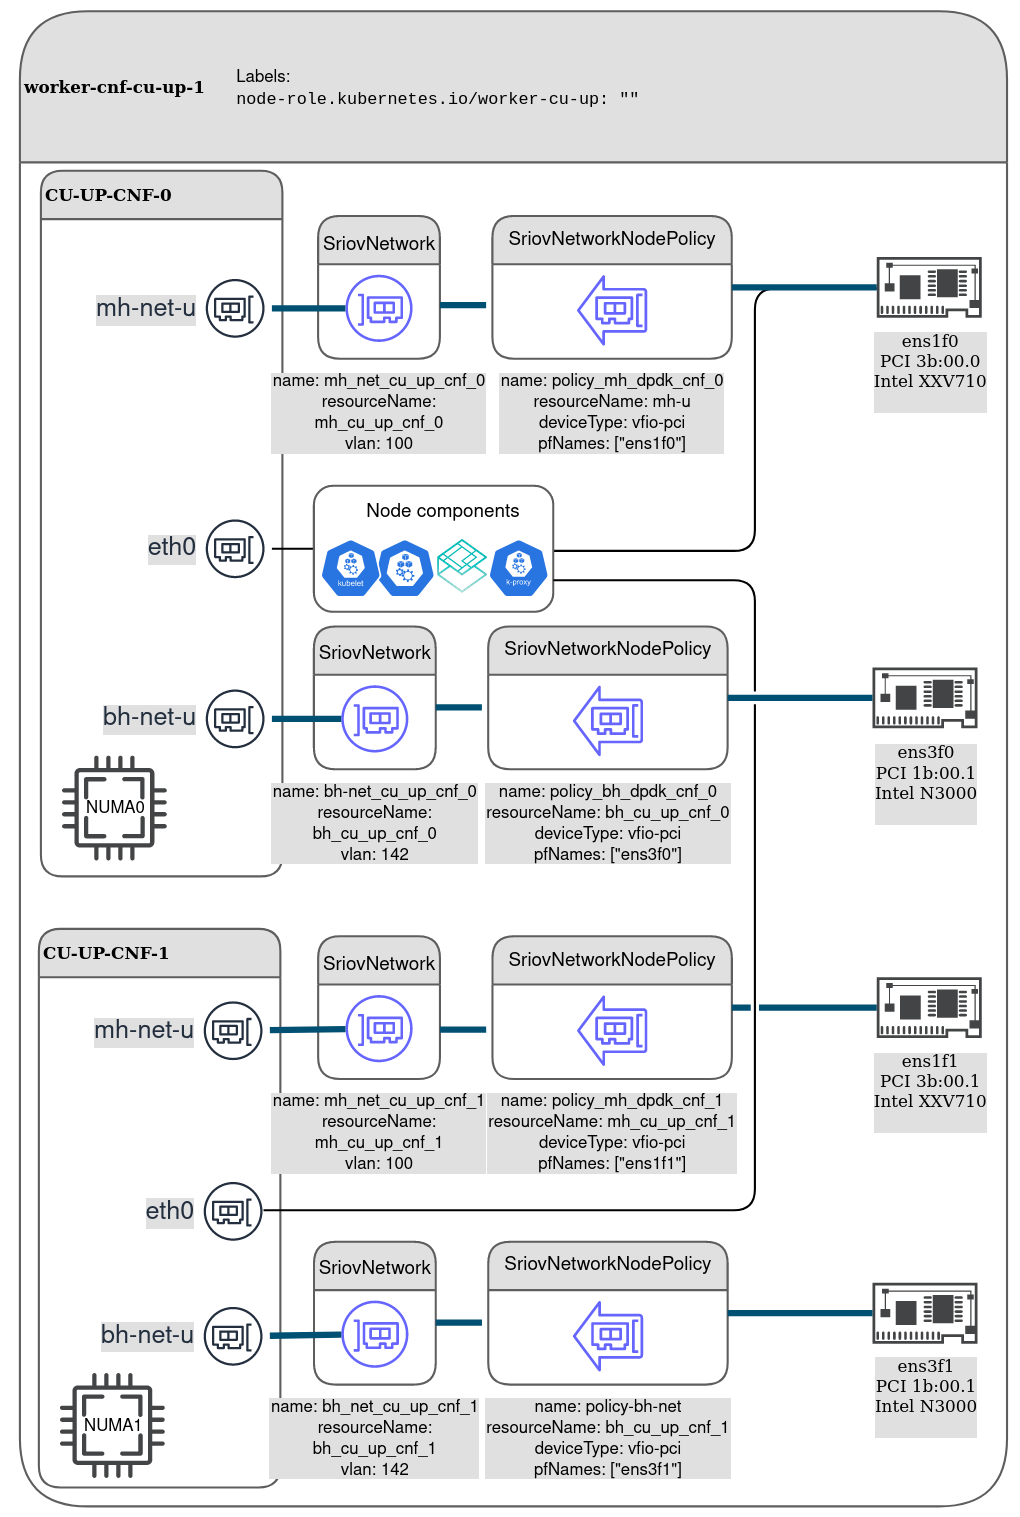 worker-cnf-cu-up-1
Labels:
node-role.kubernetes.io/worker-cu-up: ""
CU-UP-CNF-0
mh-net-u
SriovNetwork
name: mh_net_cu_up_cnf_0
resourceName:
mh_cu_up_cnf_0
vlan: 100
SriovNetworkNodePolicy
name: policy_mh_dpdk_cnf_0
resourceName: mh-u
deviceType: vfio-pci
pfNames: ["ens1f0"]
ens1f0
PCI 3b:00.0
Intel XXV710
eth0
Node components
kubelet
k-proxy
bh-net-u
SriovNetwork
name: bh-net_cu_up_cnf_0
resourceName:
bh_cu_up_cnf_0
vlan: 142
SriovNetworkNodePolicy
name: policy_bh_dpdk_cnf_0
resourceName: bh_cu_up_cnf_0
deviceType: vfio-pci
pfNames: ["ens3f0"]
ens3f0
PCI 1b:00.1
Intel N3000
NUMA0
CU-UP-CNF-1
mh-net-u
SriovNetwork
name: mh_net_cu_up_cnf_1
resourceName:
mh_cu_up_cnf_1
vlan: 100
SriovNetworkNodePolicy
name: policy_mh_dpdk_cnf_1
resourceName: mh_cu_up_cnf_1
deviceType: vfio-pci
pfNames: ["ens1f1"]
ens1f1
PCI 3b:00.1
Intel XXV710
eth0
bh-net-u
SriovNetwork
name: bh_net_cu_up_cnf_1
resourceName:
bh_cu_up_cnf_1
vlan: 142
SriovNetworkNodePolicy
name: policy-bh-net
resourceName: bh_cu_up_cnf_1
deviceType: vfio-pci
pfNames: ["ens3f1"]
ens3f1
PCI 1b:00.1
Intel N3000
NUMA1